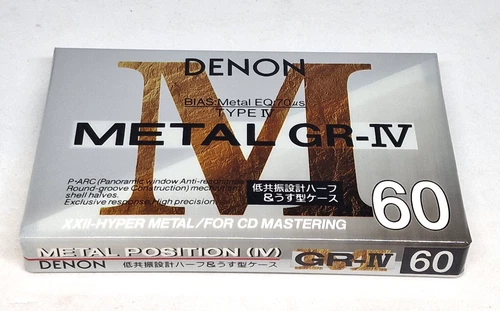 DENON
BIAS:Metal EQ:70μs
TYPE IV
METAL GR-IV
P·ARC (Panoramic window Anti-resonance
Round-groove Construction) mechanism
shell halves.
Exclusive response High precision
低共振設計ハーフ
&うす型ケース
60
XXII-HYPER METAL/FOR CD MASTERING
METAL POSITION (IV)
DENON 低共振設計ハーフ&うす型ケース GR-IV 60